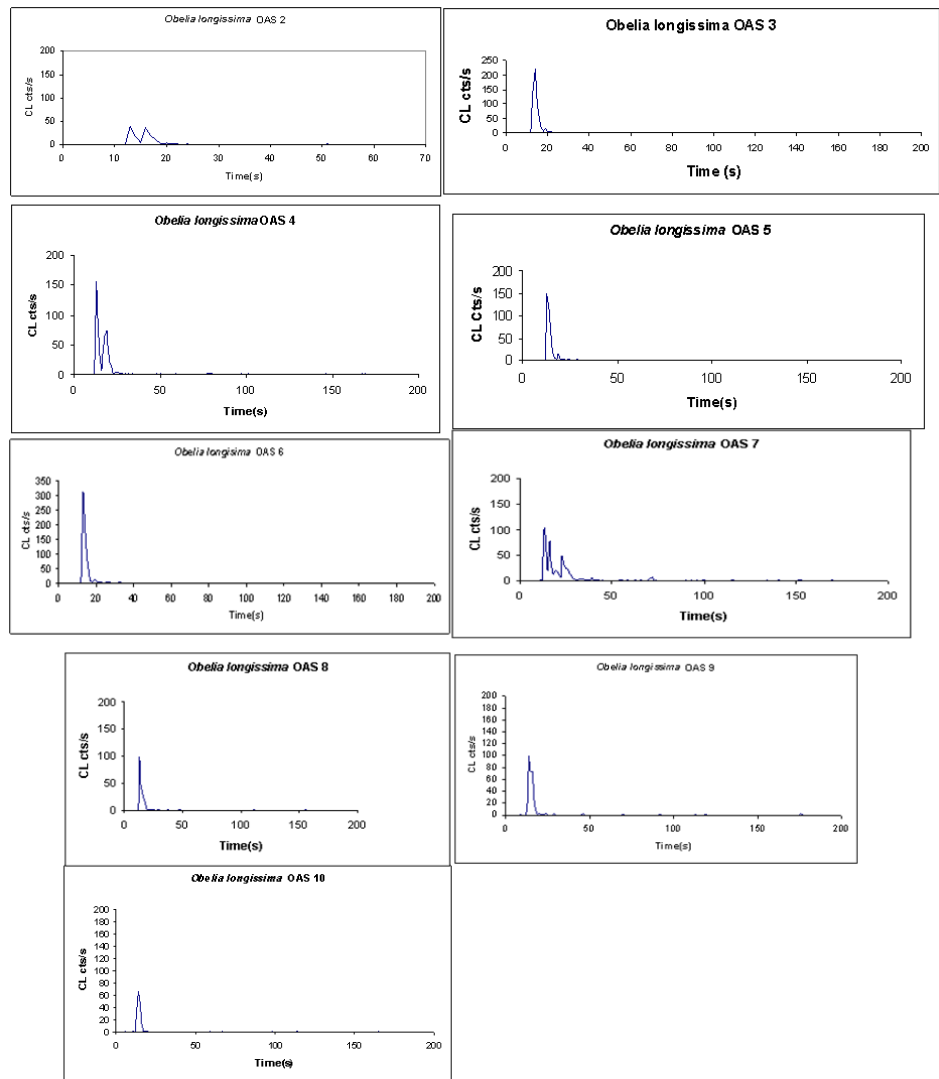 Obelia longissima OAS 2
200
150
100
50
0
CL cts/s
0 10 20 30 40 50 60 70
Time(s)
Obelia longissima OAS 3
250
200
150
100
50
0
CL cts/s
0 20 40 60 80 100 120 140 160 180 200
Time (s)
Obelia longissima OAS 4
200
150
100
50
0
CL cts/s
0 50 100 150 200
Time(s)
Obelia longissima OAS 5
200
150
100
50
0
CL Cts/s
0 50 100 150 200
Time(s)
Obelia longisima OAS 6
350
300
250
200
150
100
50
0
CL cts/s
0 20 40 60 80 100 120 140 160 180 200
Time(s)
Obelia longissima OAS 7
200
150
100
50
0
CL cts/s
0 50 100 150 200
Time(s)
Obelia longissima OAS 8
200
150
100
50
0
CL cts/s
0 50 100 150 200
Time(s)
Obelia longissima OAS 9
200
180
160
140
120
100
80
60
40
20
0
CL cts/s
0 50 100 150 200
Time(s)
Obelia longissima OAS 10
200
180
160
140
120
100
80
60
40
20
0
CL cts/s
0 50 100 150 200
Time(s)